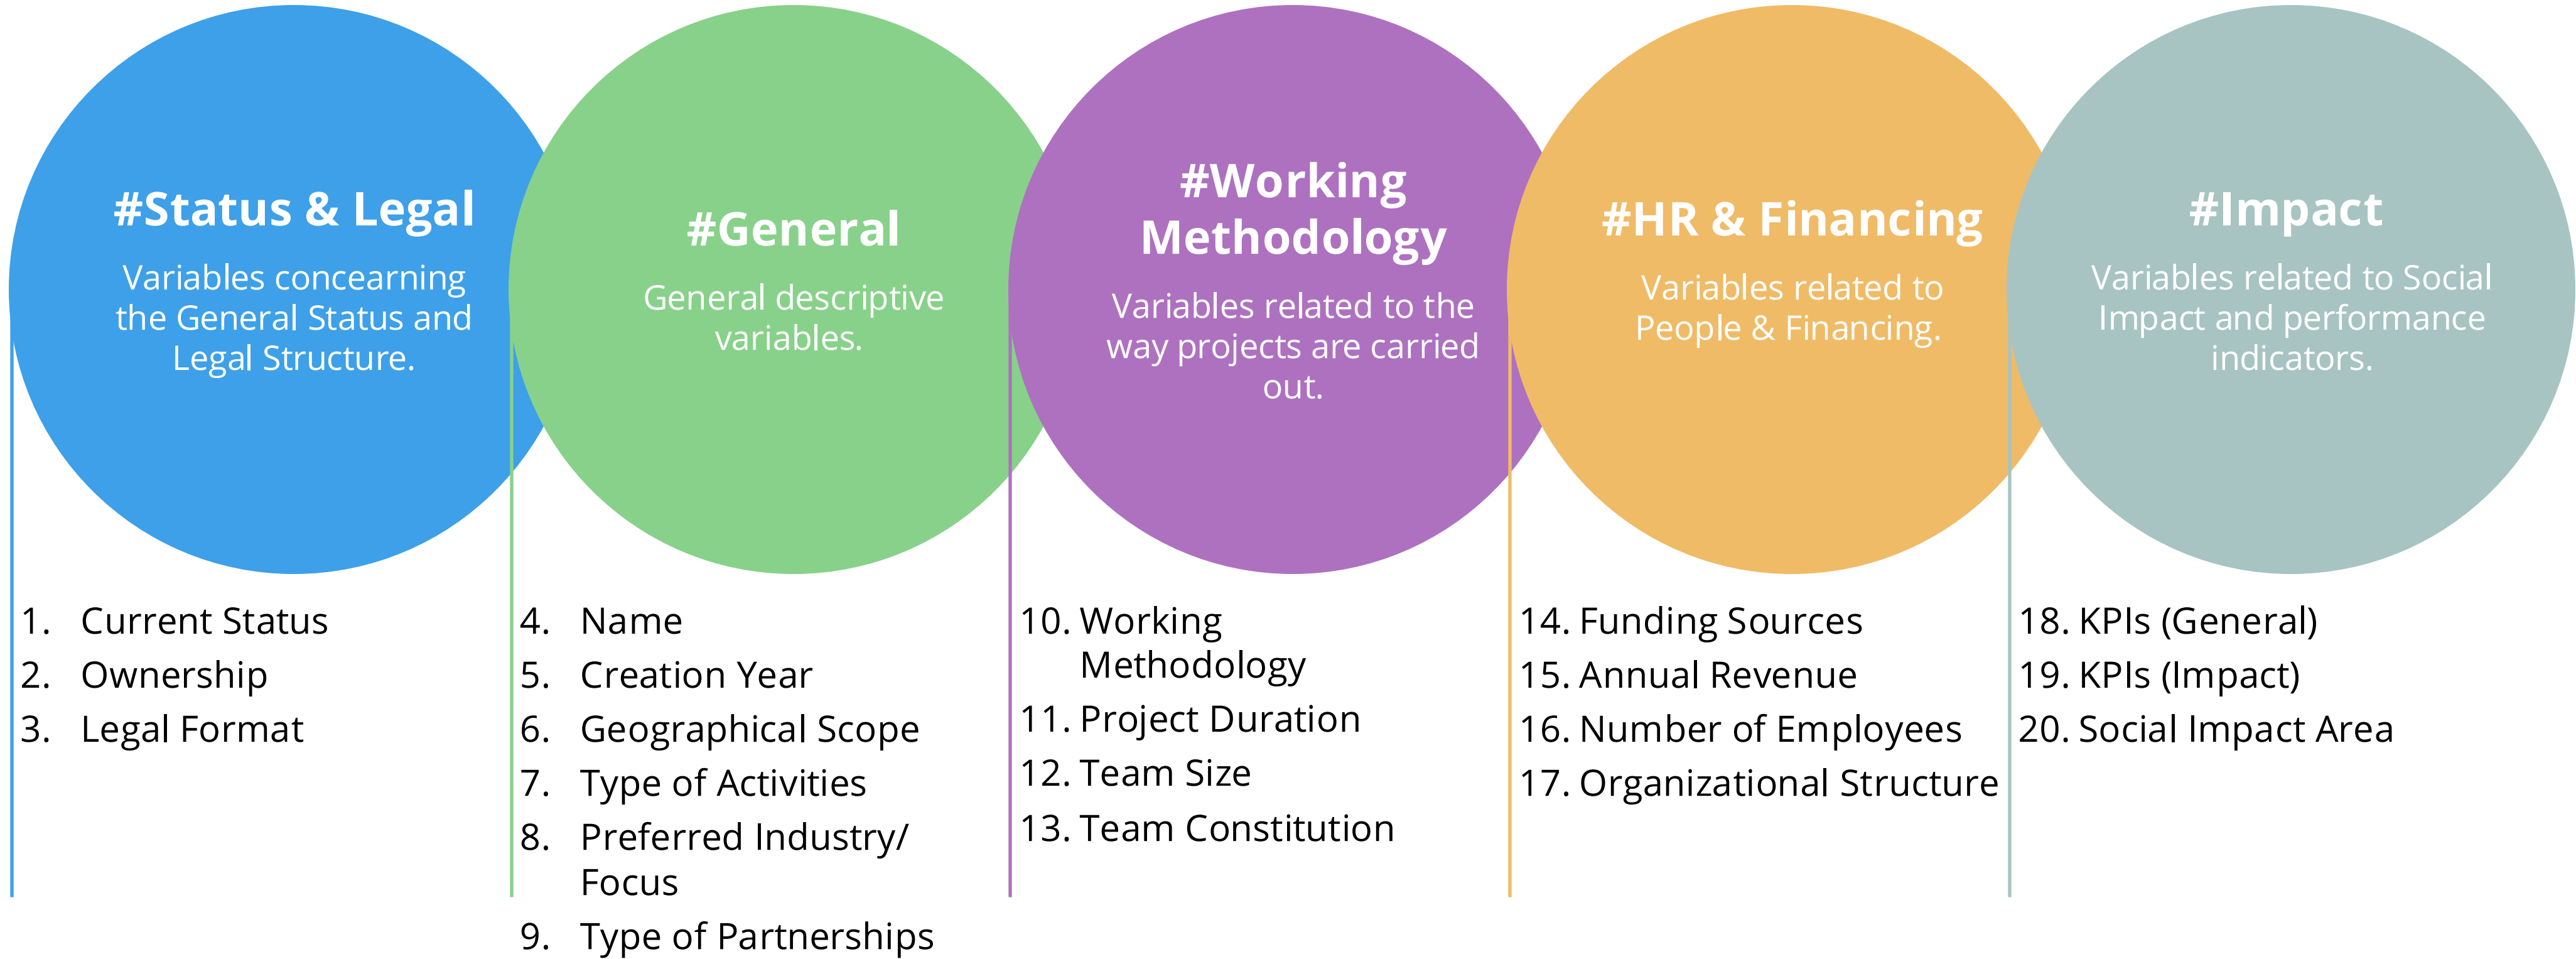 #Status & Legal
Variables concearning
the General Status and
Legal Structure.
#General
General descriptive
variables.
#Working
Methodology
Variables related to the
way projects are carried
out.
#HR & Financing
Variables related to
People & Financing.
#Impact
Variables related to Social
Impact and performance
indicators.
1. Current Status
2. Ownership
3. Legal Format
4. Name
5. Creation Year
6. Geographical Scope
7. Type of Activities
8. Preferred Industry/
Focus
9. Type of Partnerships
10. Working
Methodology
11. Project Duration
12. Team Size
13. Team Constitution
14. Funding Sources
15. Annual Revenue
16. Number of Employees
17. Organizational Structure
18. KPIs (General)
19. KPIs (Impact)
20. Social Impact Area